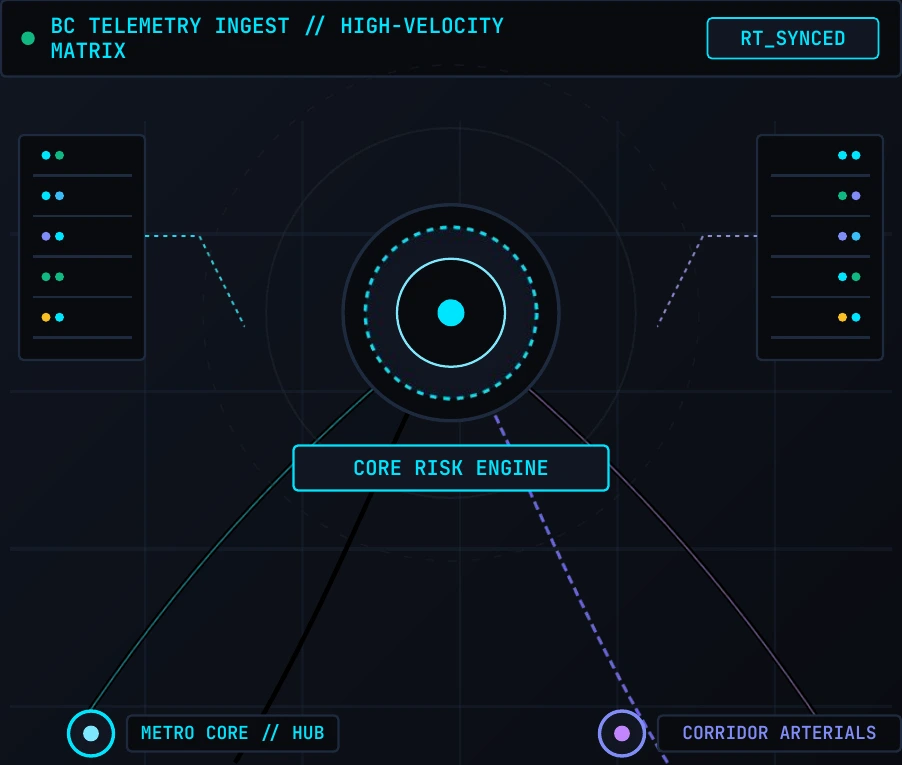 BC TELEMETRY INGEST // HIGH-VELOCITY
MATRIX
RT_SYNCED
CORE RISK ENGINE
METRO CORE // HUB
CORRIDOR ARTERIALS